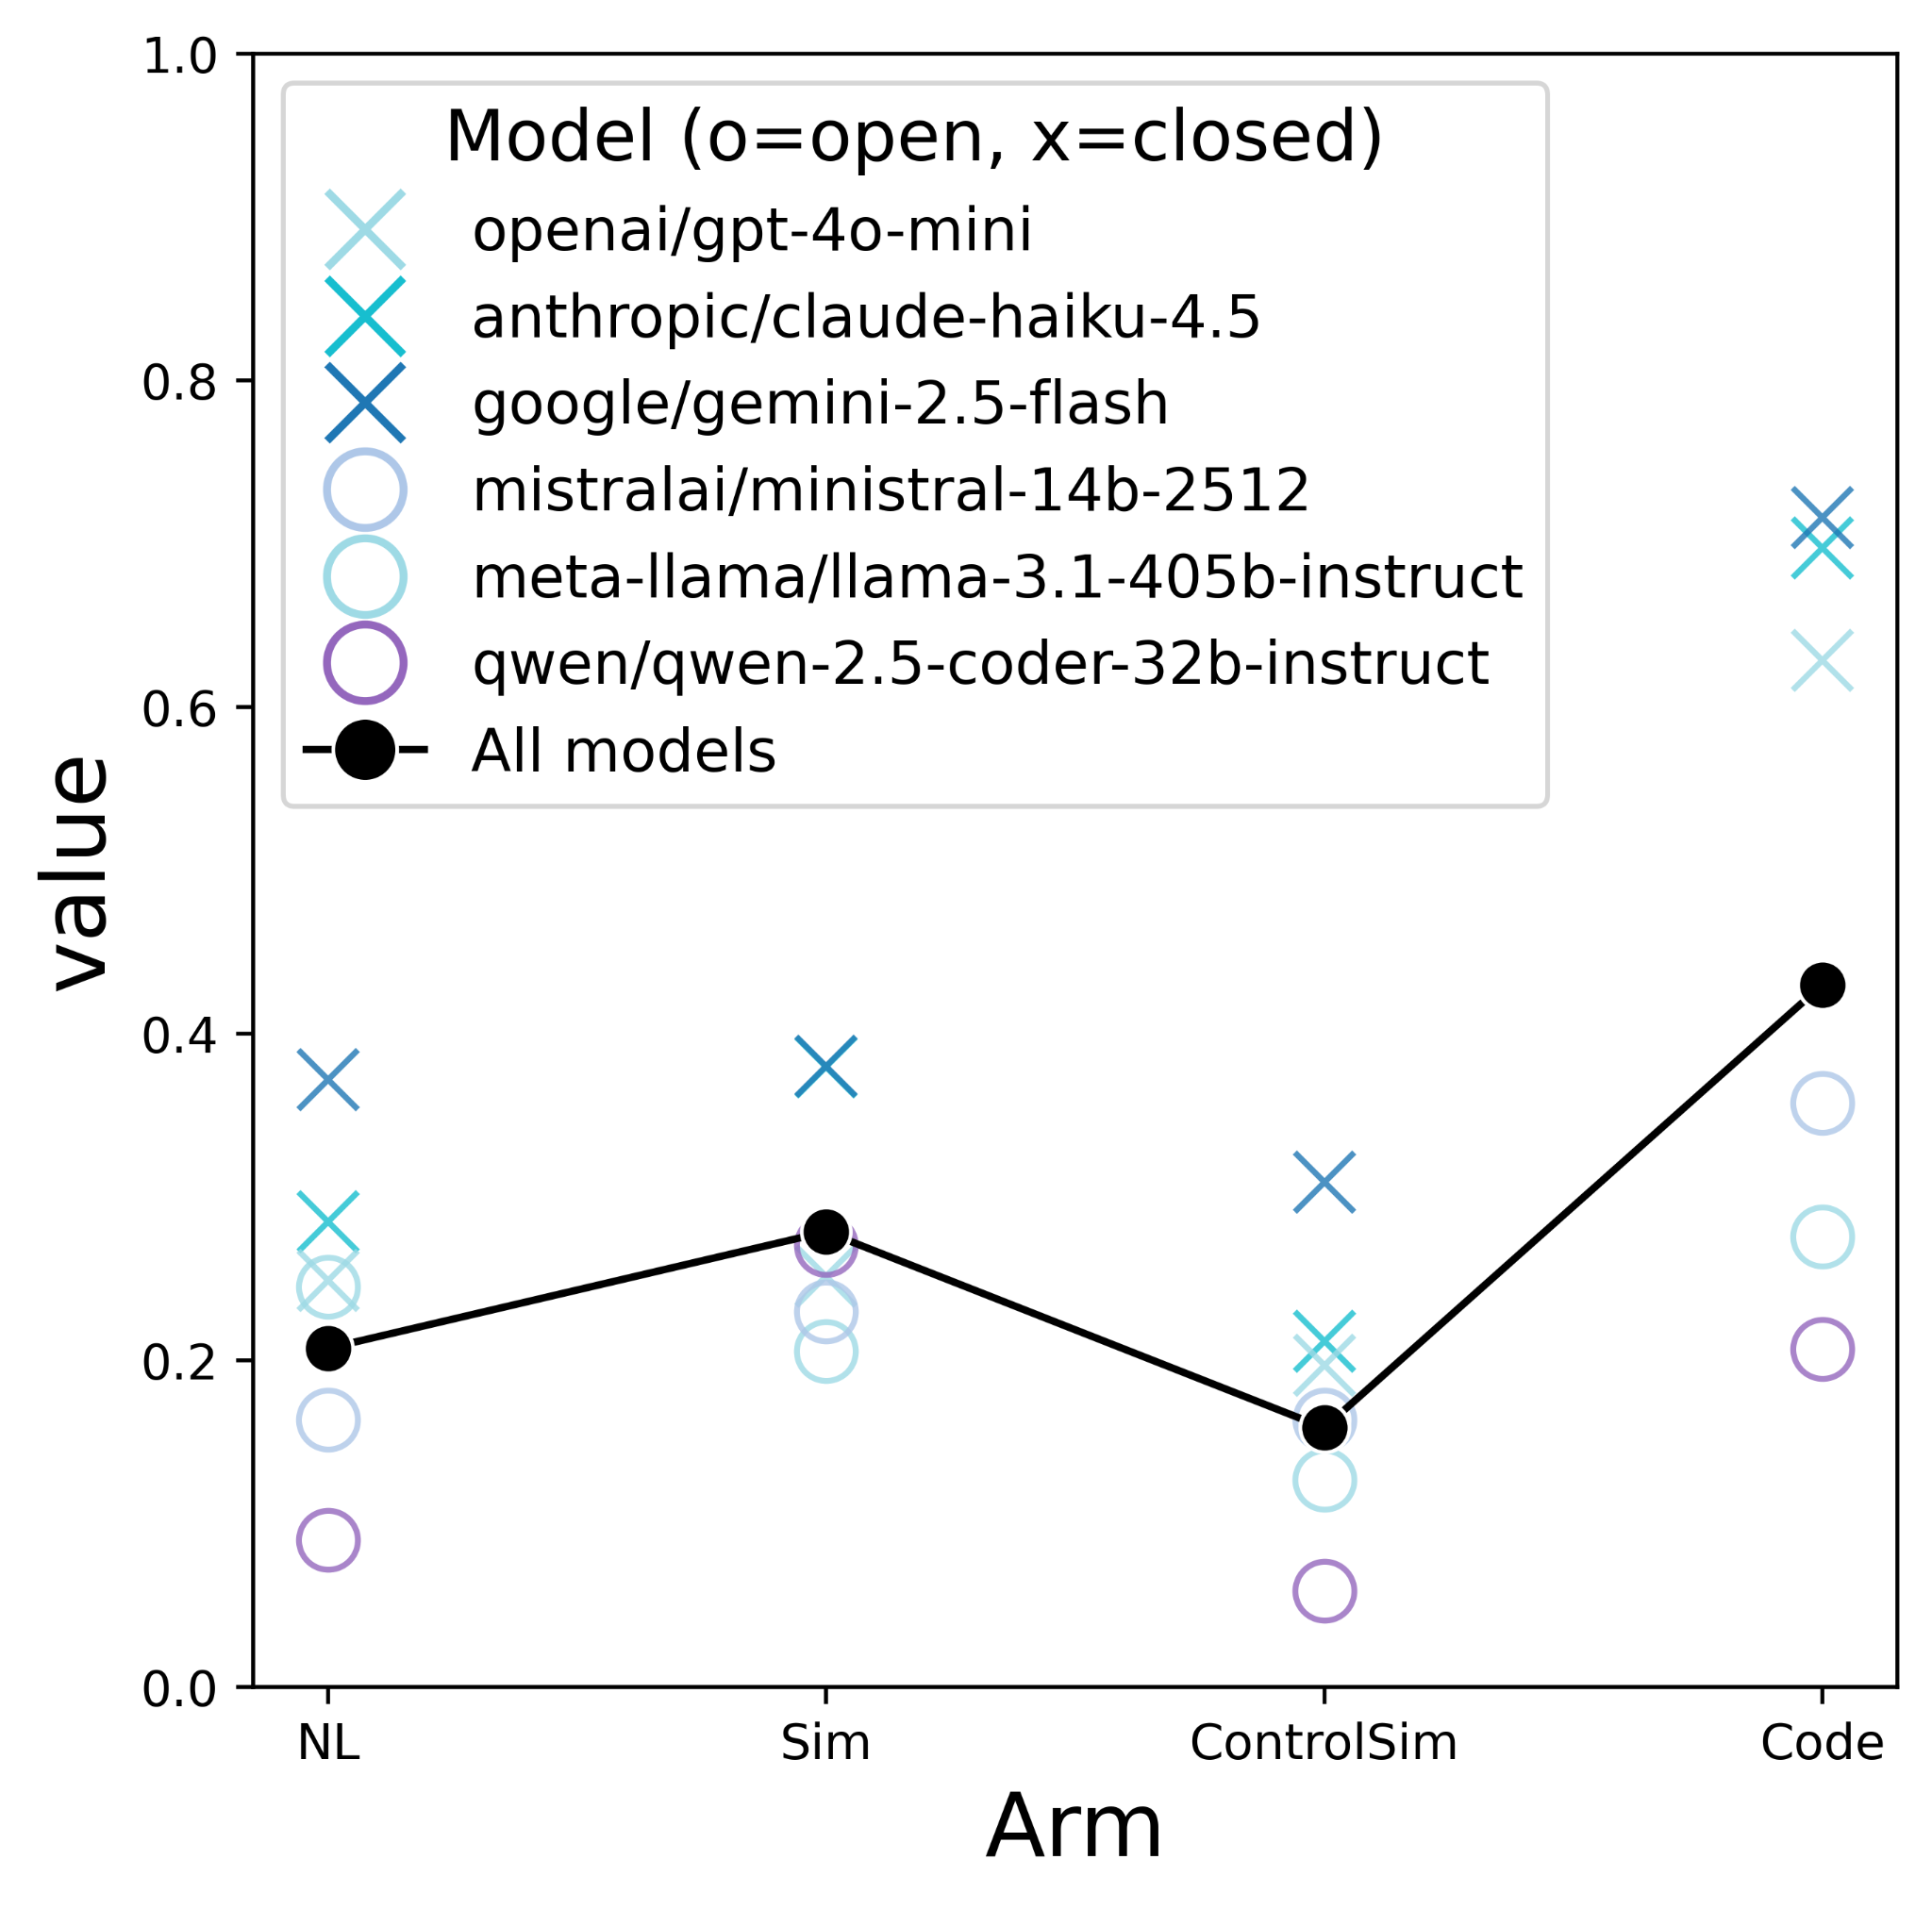 1.0
0.8
0.6
0.4
0.2
0.0
value
Model (o=open, x=closed)
openai/gpt-4o-mini
anthropic/claude-haiku-4.5
google/gemini-2.5-flash
mistralai/ministral-14b-2512
meta-llama/llama-3.1-405b-instruct
qwen/qwen-2.5-coder-32b-instruct
All models
NL Sim ControlSim Code
Arm